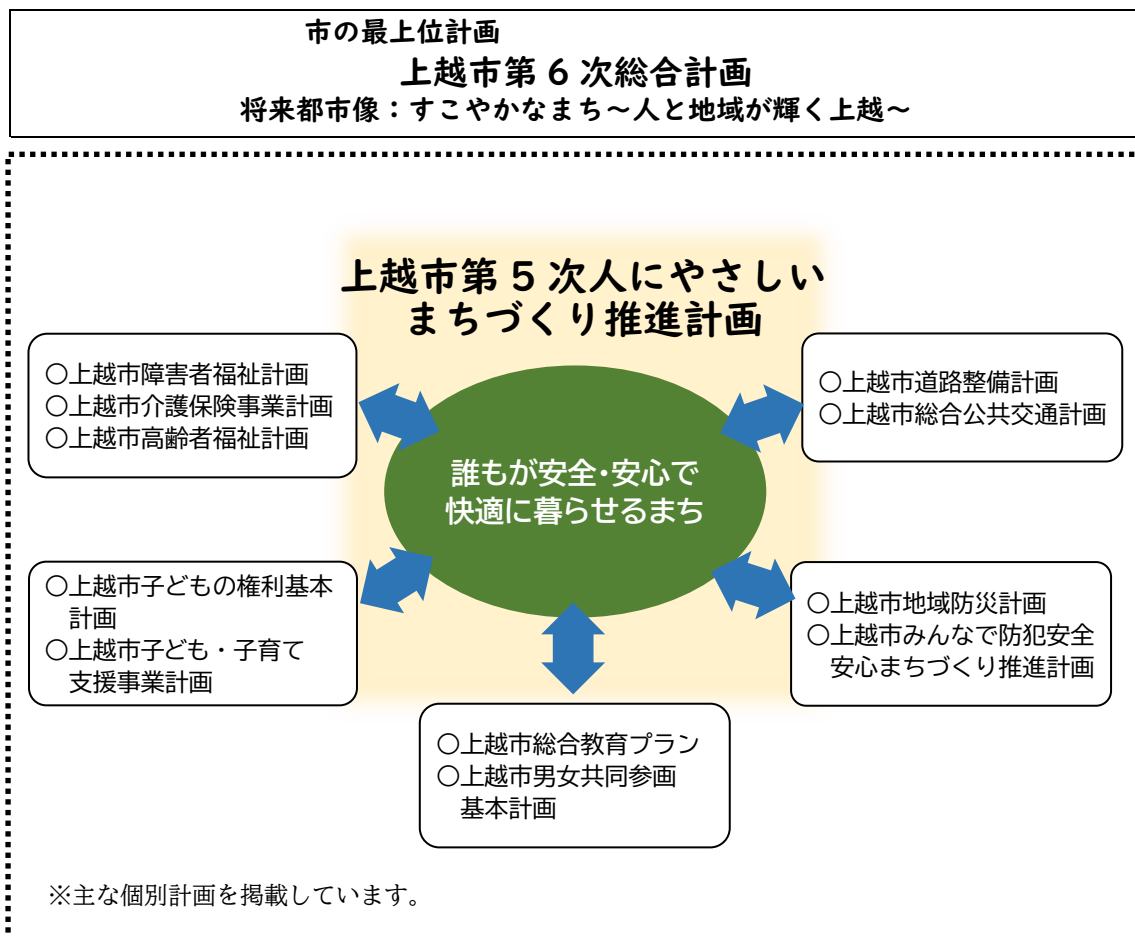 市の最上位計画
上越市第6次総合計画
将来都市像：すこやかなまち～人と地域が輝く上越～
上越市第5次人にやさしい
まちづくり推進計画
○上越市障害者福祉計画
○上越市介護保険事業計画
○上越市高齢者福祉計画
○上越市道路整備計画
○上越市総合公共交通計画
誰もが安全・安心で
快適に暮らせるまち
○上越市子どもの権利基本
計画
○上越市子ども・子育て
支援事業計画
○上越市地域防災計画
○上越市みんなで防犯安全
安心まちづくり推進計画
○上越市総合教育プラン
○上越市男女共同参画
基本計画
※主な個別計画を掲載しています。